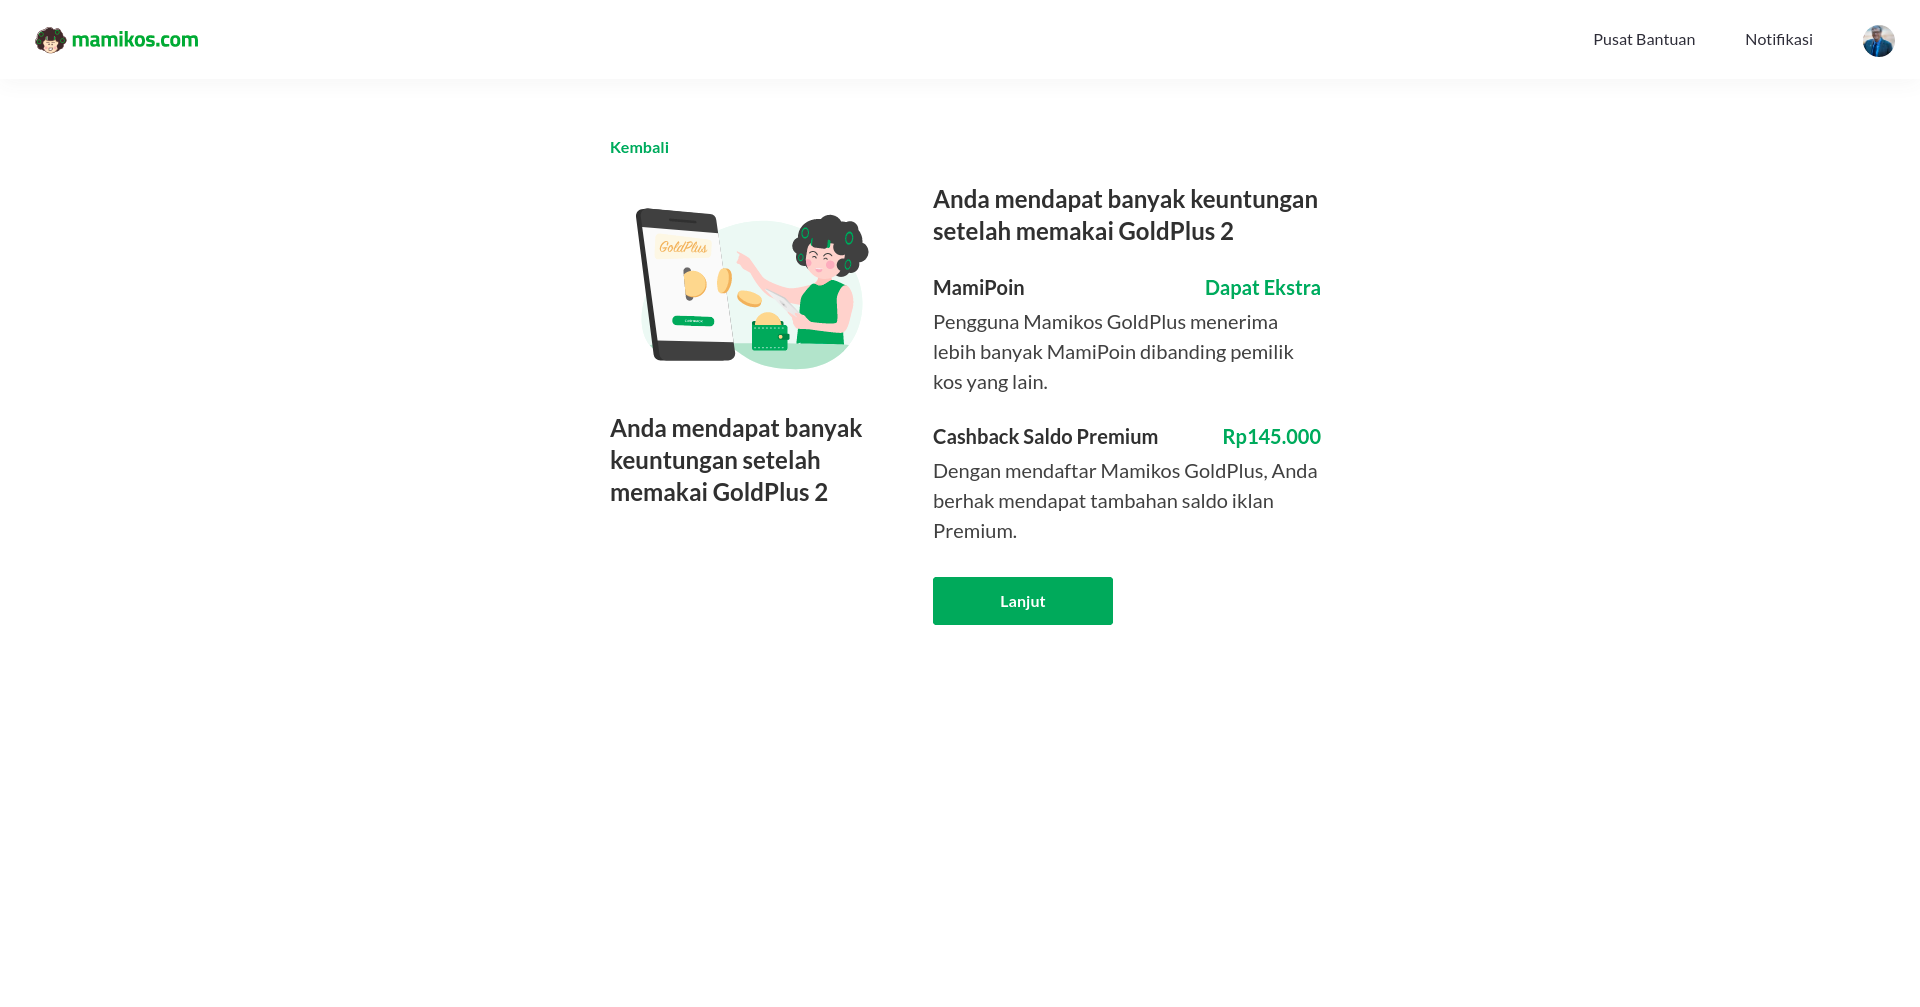 mamikos.com
Pusat Bantuan
Notifikasi
Kembali
GoldPlus
Anda mendapat banyak
keuntungan setelah
memakai GoldPlus 2
Anda mendapat banyak keuntungan
setelah memakai GoldPlus 2
MamiPoin
Dapat Ekstra
Pengguna Mamikos GoldPlus menerima
lebih banyak MamiPoin dibanding pemilik
kos yang lain.
Cashback Saldo Premium
Rp145.000
Dengan mendaftar Mamikos GoldPlus, Anda
berhak mendapat tambahan saldo iklan
Premium.
Lanjut